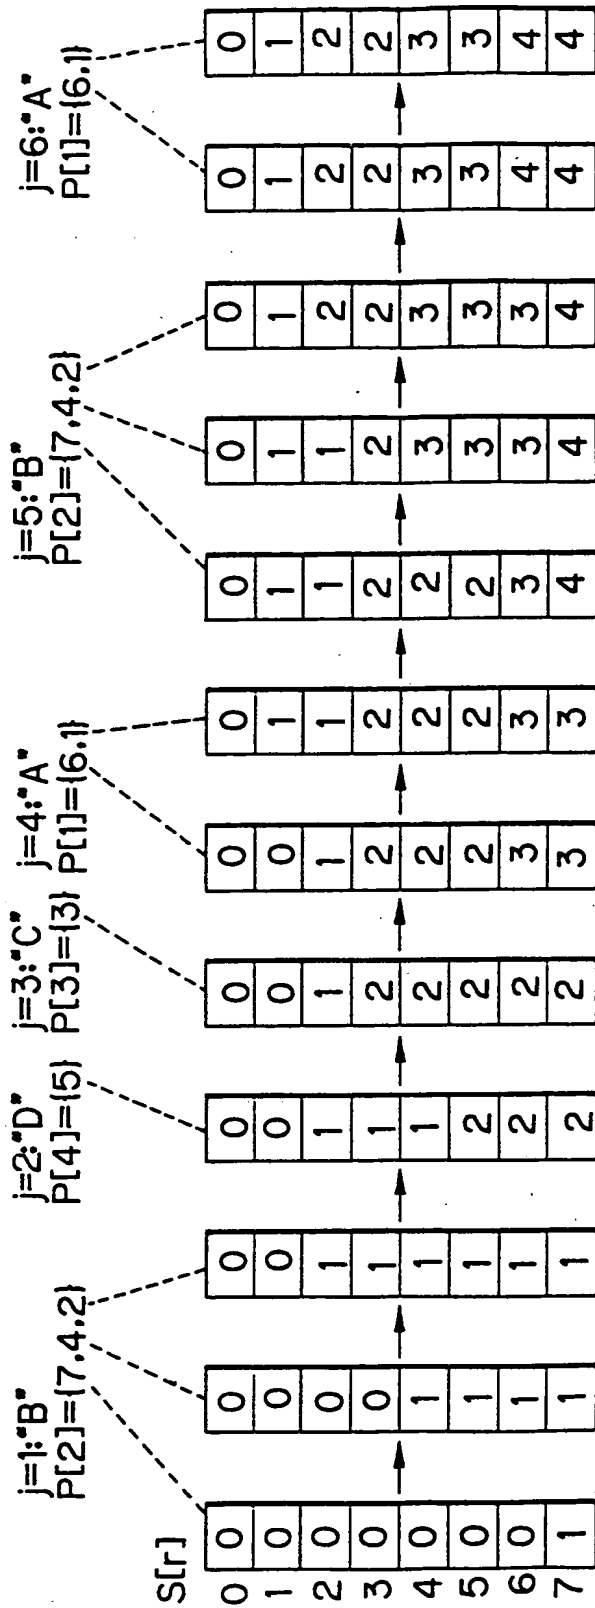 j=1:"B" j=2:"D" j=3:"C" j=4:"A" j=5:"B" j=6:"A"
P[2]={7,4,2} P[4]={5} P[3]={3} P[1]={6,1} P[2]={7,4,2} P[1]={6,1}
S[r]
0 0 0 0 0 0 0 0 0 0 0 0 0
1 0 0 0 0 0 0 1 1 1 1 1 1
2 0 0 1 1 1 1 1 1 1 2 2 2
3 0 0 1 1 2 2 2 2 2 2 2 2
4 0 1 1 1 2 2 2 2 3 3 3 3
5 0 1 1 2 2 2 2 2 3 3 3 3
6 0 1 1 2 2 3 3 3 3 3 4 4
7 1 1 1 2 2 3 3 4 4 4 4 4